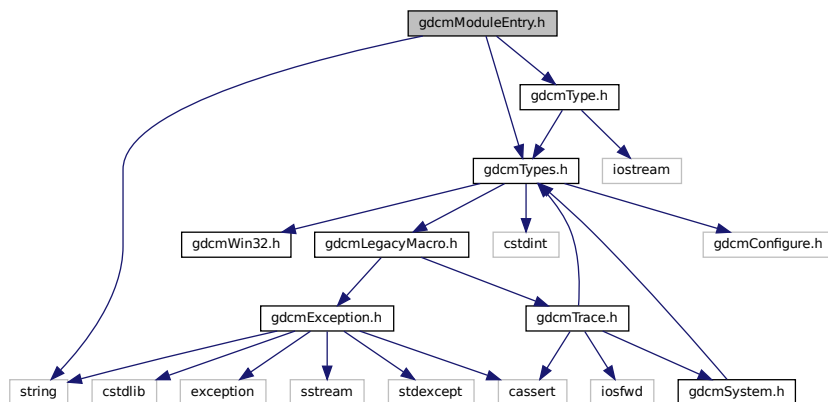 gdcmModuleEntry.h
gdcmType.h
gdcmTypes.h
iostream
gdcmWin32.h
gdcmLegacyMacro.h
cstdint
gdcmConfigure.h
gdcmException.h
gdcmTrace.h
string
cstdlib
exception
sstream
stdexcept
cassert
iosfwd
gdcmSystem.h